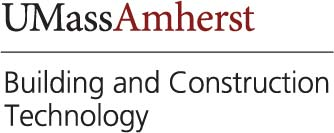 UMassAmherst
Building and Construction
Technology